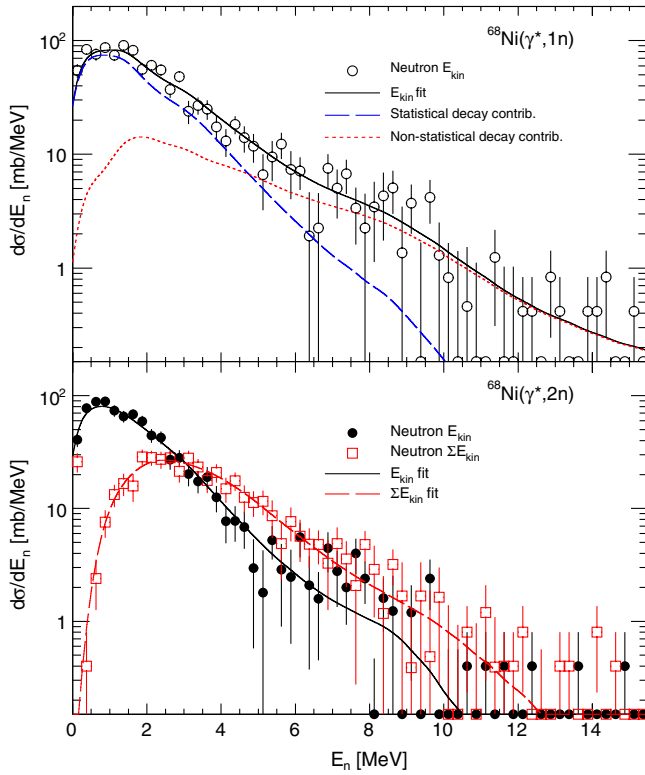 ⁶⁸Ni(γ*,1n)
Neutron E_kin
E_kin fit
Statistical decay contrib.
Non-statistical decay contrib.
dσ/dE_n [mb/MeV]
10²
10
1
⁶⁸Ni(γ*,2n)
Neutron E_kin
Neutron ΣE_kin
E_kin fit
ΣE_kin fit
dσ/dE_n [mb/MeV]
10²
10
1
0 2 4 6 8 10 12 14
E_n [MeV]